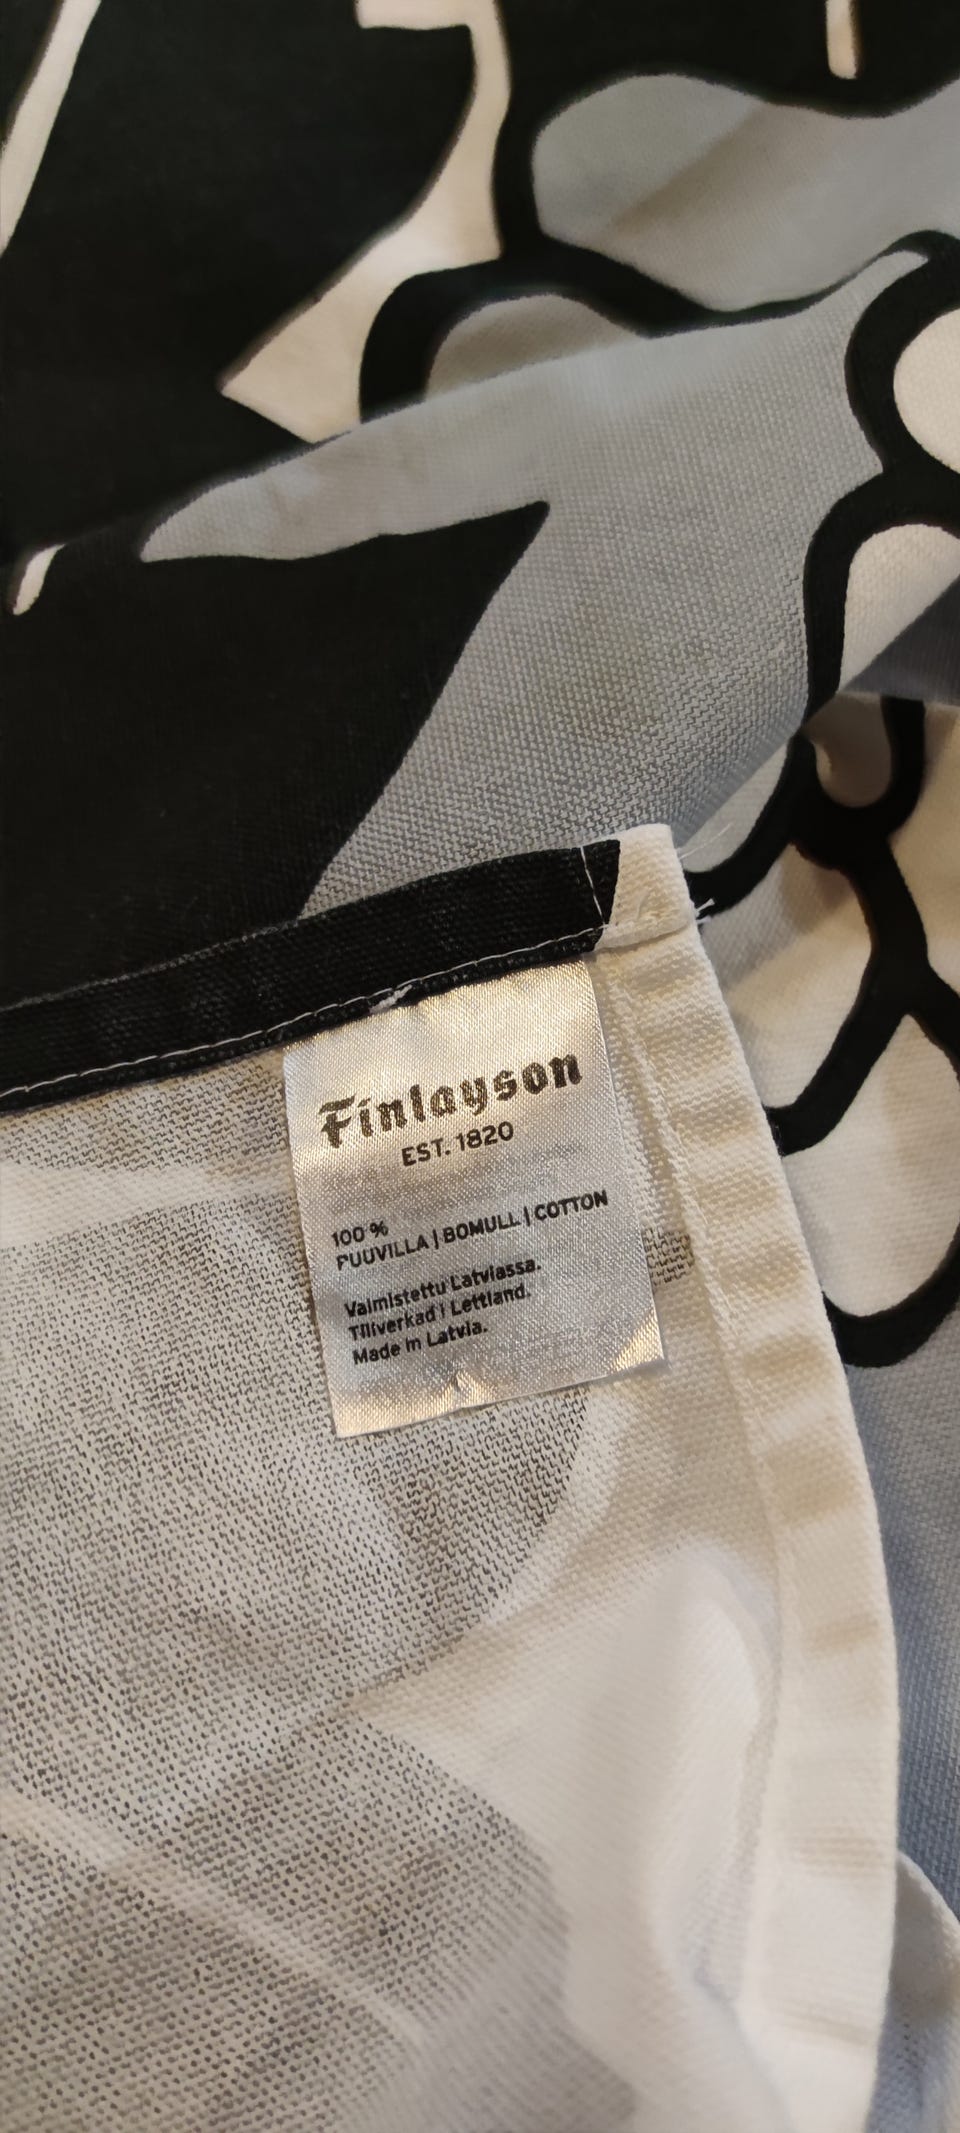 Finlayson
EST. 1820
100 %
PUUVILLA | BOMULL | COTTON
Valmistettu Latviassa.
Tillverkad i Lettland.
Made in Latvia.